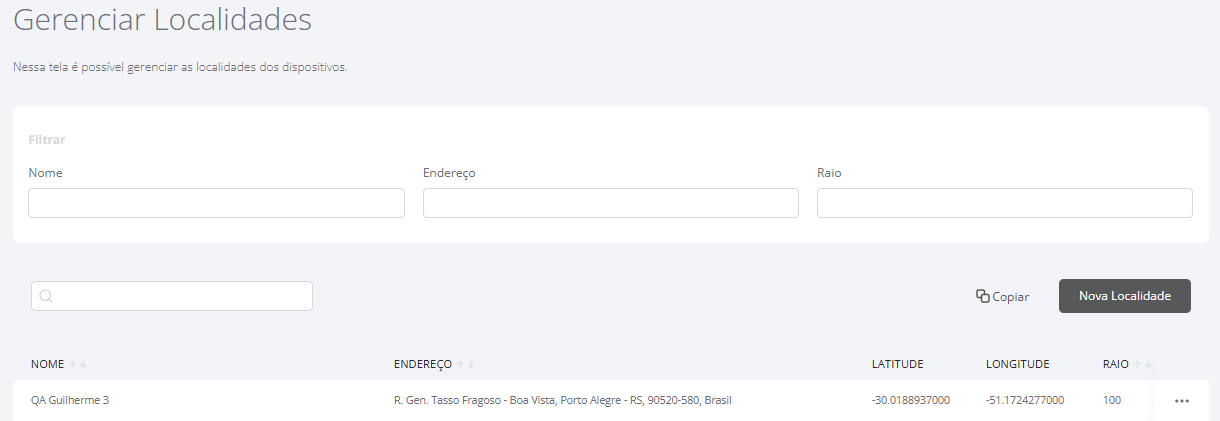 Gerenciar Localidades
Nessa tela é possível gerenciar as localidades dos dispositivos.
Filtrar
Nome Endereço Raio
Copiar Nova Localidade
NOME ENDEREÇO LATITUDE LONGITUDE RAIO
QA Guilherme 3 R. Gen. Tasso Fragoso - Boa Vista, Porto Alegre - RS, 90520-580, Brasil -30.0188937000 -51.1724277000 100